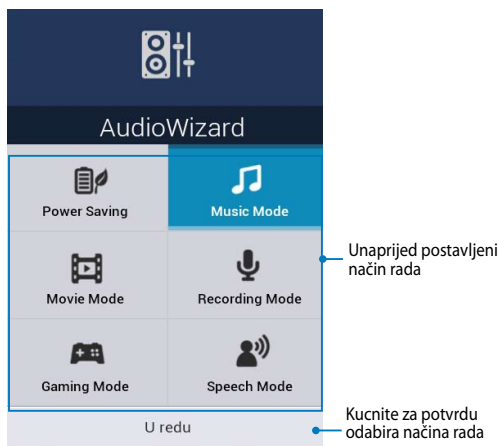 AudioWizard
Power Saving
Music Mode
Movie Mode
Recording Mode
Gaming Mode
Speech Mode
U redu
Unaprijed postavljeni
način rada
Kucnite za potvrdu
odabira načina rada